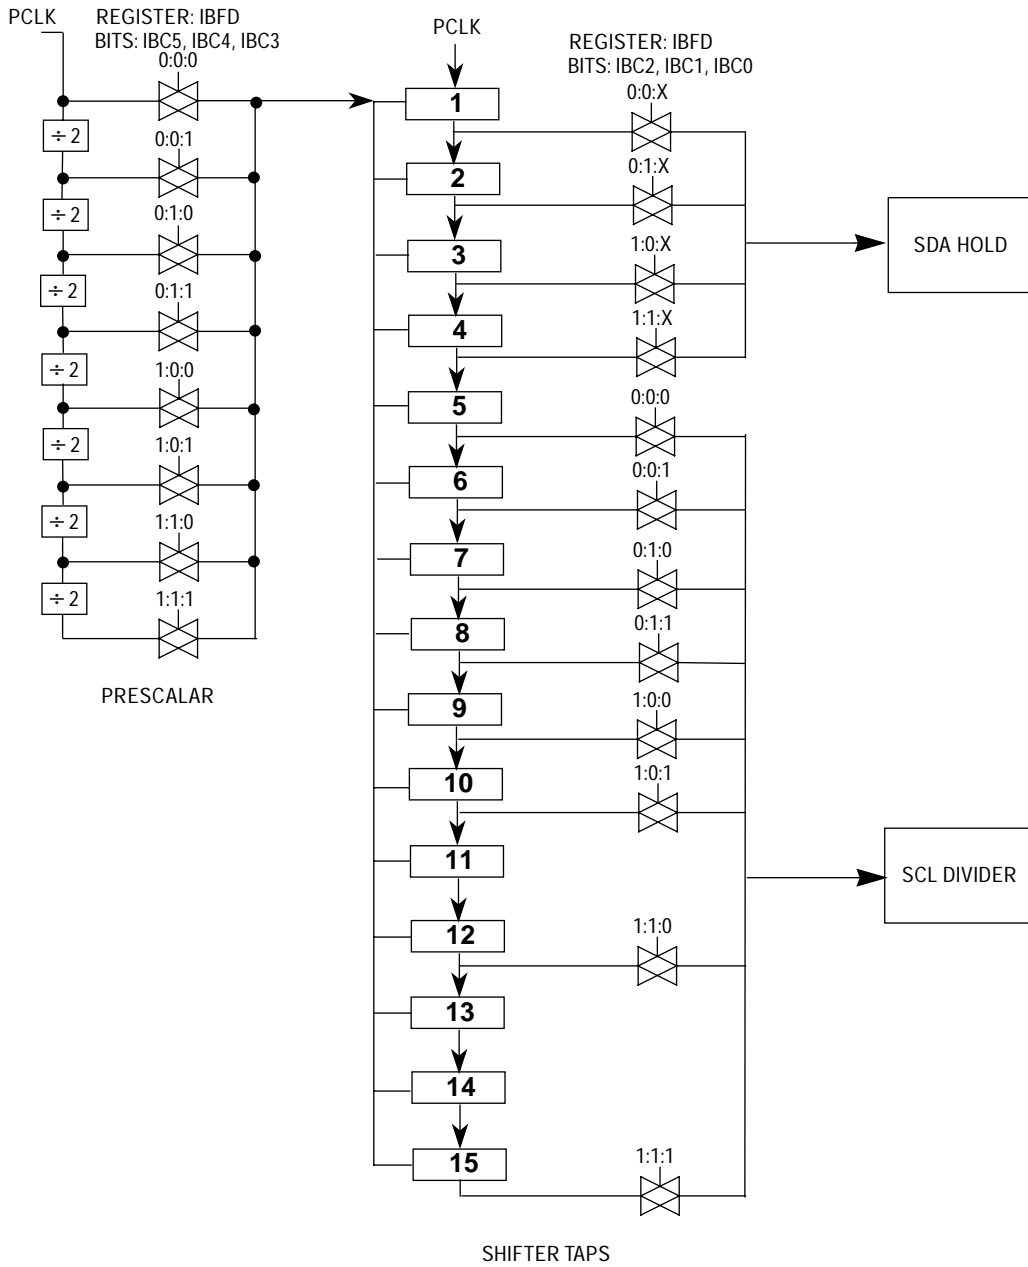 PCLK
REGISTER: IBFD
BITS: IBC5, IBC4, IBC3
0:0:0
÷ 2
0:0:1
÷ 2
0:1:0
÷ 2
0:1:1
÷ 2
1:0:0
÷ 2
1:0:1
÷ 2
1:1:0
÷ 2
1:1:1
PRESCALAR
PCLK
1
2
3
4
5
6
7
8
9
10
11
12
13
14
15
SHIFTER TAPS
REGISTER: IBFD
BITS: IBC2, IBC1, IBC0
0:0:X
0:1:X
1:0:X
1:1:X
0:0:0
0:0:1
0:1:0
0:1:1
1:0:0
1:0:1
1:1:0
1:1:1
SDA HOLD
SCL DIVIDER